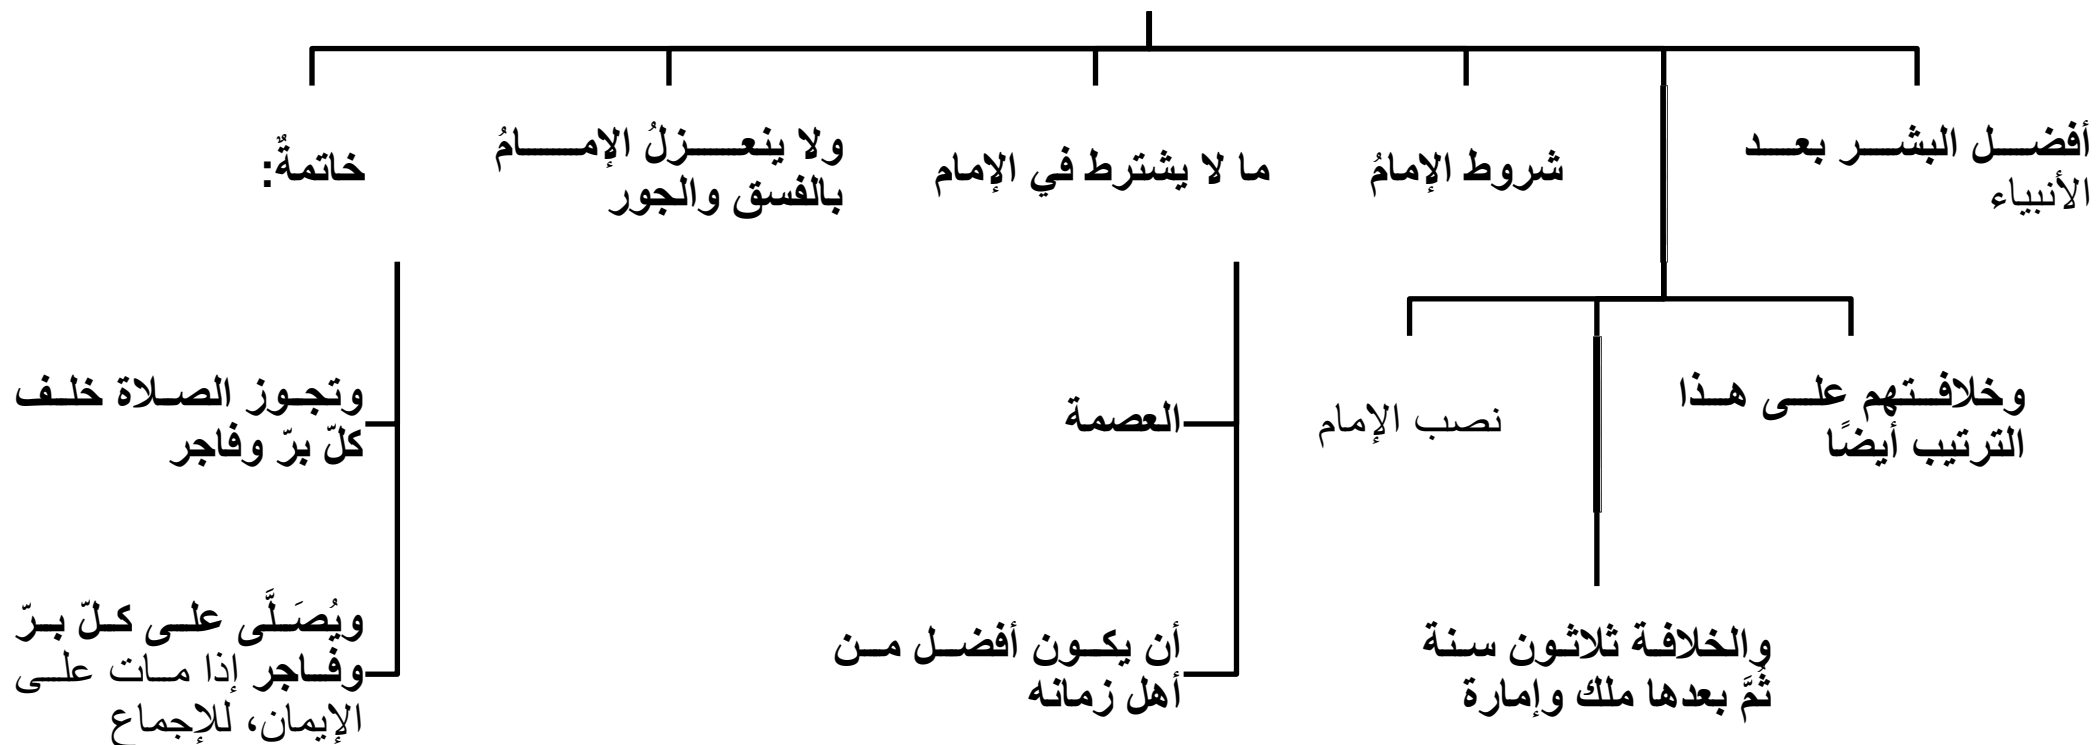 أفضل البشر بعد
الأنبياء
شروط الإمامُ
ما لا يشترط في الإمام
ولا ينعزلُ الإمامُ
بالفسق والجور
خاتمةٌ:
وخلافتهم على هذا
الترتيب أيضًا
نصب الإمام
العصمة
وتجوز الصلاة خلف
كلّ برّ وفاجر
والخلافة ثلاثون سنة
ثُمَّ بعدها ملك وإمارة
أن يكون أفضل من
أهل زمانه
ويُصَلَّى على كلّ برّ
وفاجر إذا مات على
الإيمان، للإجماع